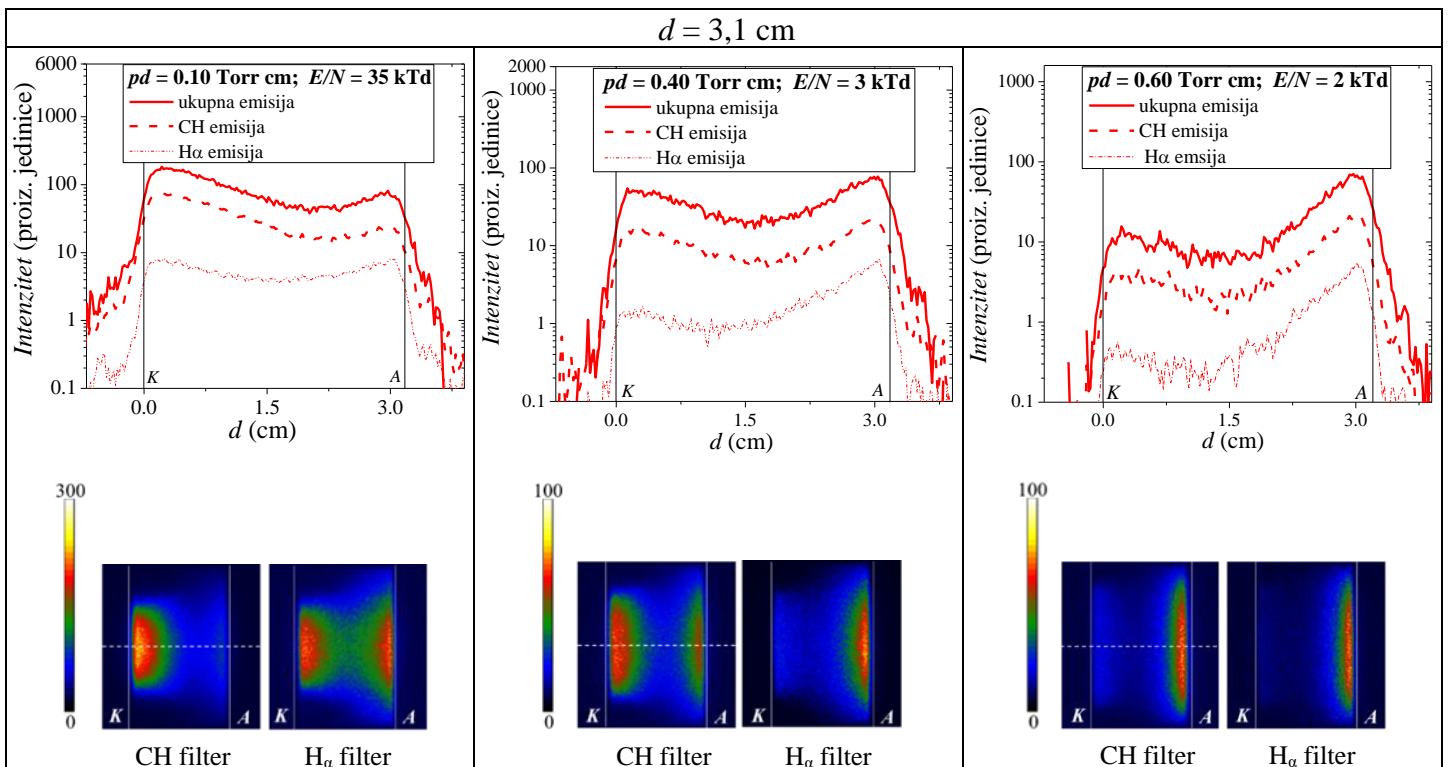 d = 3,1 cm
pd = 0.10 Torr cm; E/N = 35 kTd
ukupna emisija
CH emisija
Hα emisija
Intenzitet (proiz. jedinice)
6000
1000
100
10
1
0.1
K
A
0.0
1.5
3.0
d (cm)
300
0
K
A
K
A
CH filter
Hα filter
pd = 0.40 Torr cm; E/N = 3 kTd
ukupna emisija
CH emisija
Hα emisija
Intenzitet (proiz. jedinice)
2000
1000
100
10
1
0.1
K
A
0.0
1.5
3.0
d (cm)
100
0
K
A
K
A
CH filter
Hα filter
pd = 0.60 Torr cm; E/N = 2 kTd
ukupna emisija
CH emisija
Hα emsija
Intenzitet (proiz. jedinice)
1000
100
10
1
0.1
K
A
0.0
1.5
3.0
d (cm)
100
0
K
A
K
A
CH filter
Hα filter